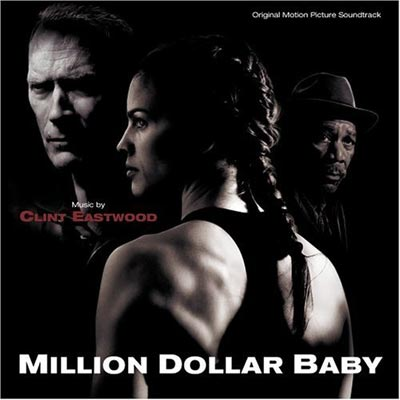 Original Motion Picture Soundtrack
Music by
CLINT EASTWOOD
MILLION DOLLAR BABY